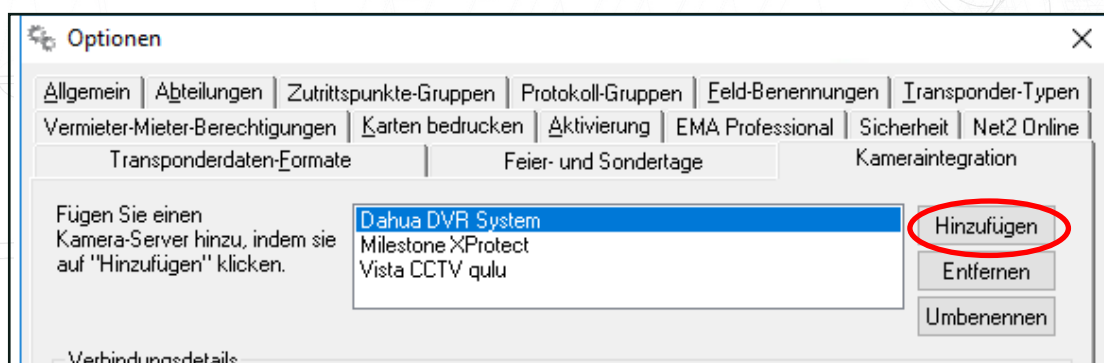 Optionen
Allgemein Abteilungen Zutrittspunkte-Gruppen Protokoll-Gruppen Feld-Benennungen Transponder-Typen
Vermieter-Mieter-Berechtigungen Karten bedrucken Aktivierung EMA Professional Sicherheit Net2 Online
Transponderdaten-Formate Feier- und Sondertage Kameraintegration
Fügen Sie einen
Kamera-Server hinzu, indem sie
auf "Hinzufügen" klicken.
Dahua DVR System
Milestone XProtect
Vista CCTV qulu
Hinzufügen
Entfernen
Umbenennen
Verbindungsdetails